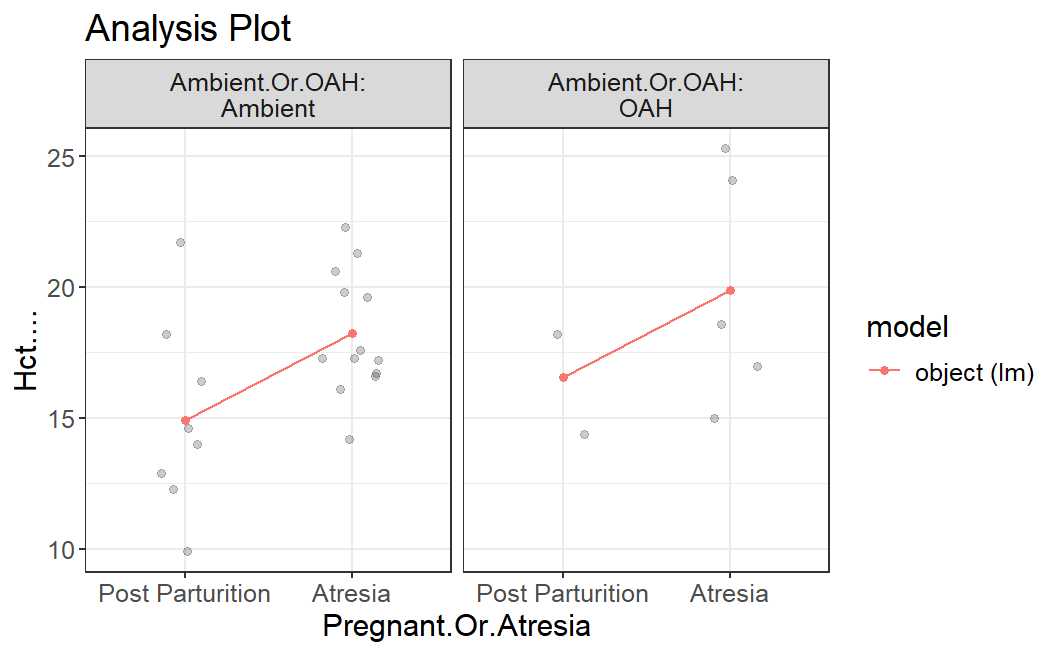 Analysis Plot
Ambient.Or.OAH:
Ambient
Ambient.Or.OAH:
OAH
25
20
15
10
Hct....
Post Parturition
Atresia
Post Parturition
Atresia
Pregnant.Or.Atresia
model
object (lm)